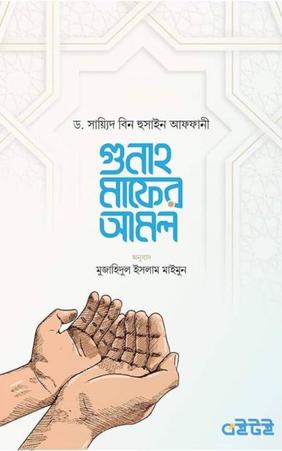 ড. সায়্যিদ বিন হুসাইন আফফানী
গুনাহ
মাফের
আমল
অনুবাদ
মুজাহিদুল ইসলাম মাইমুন